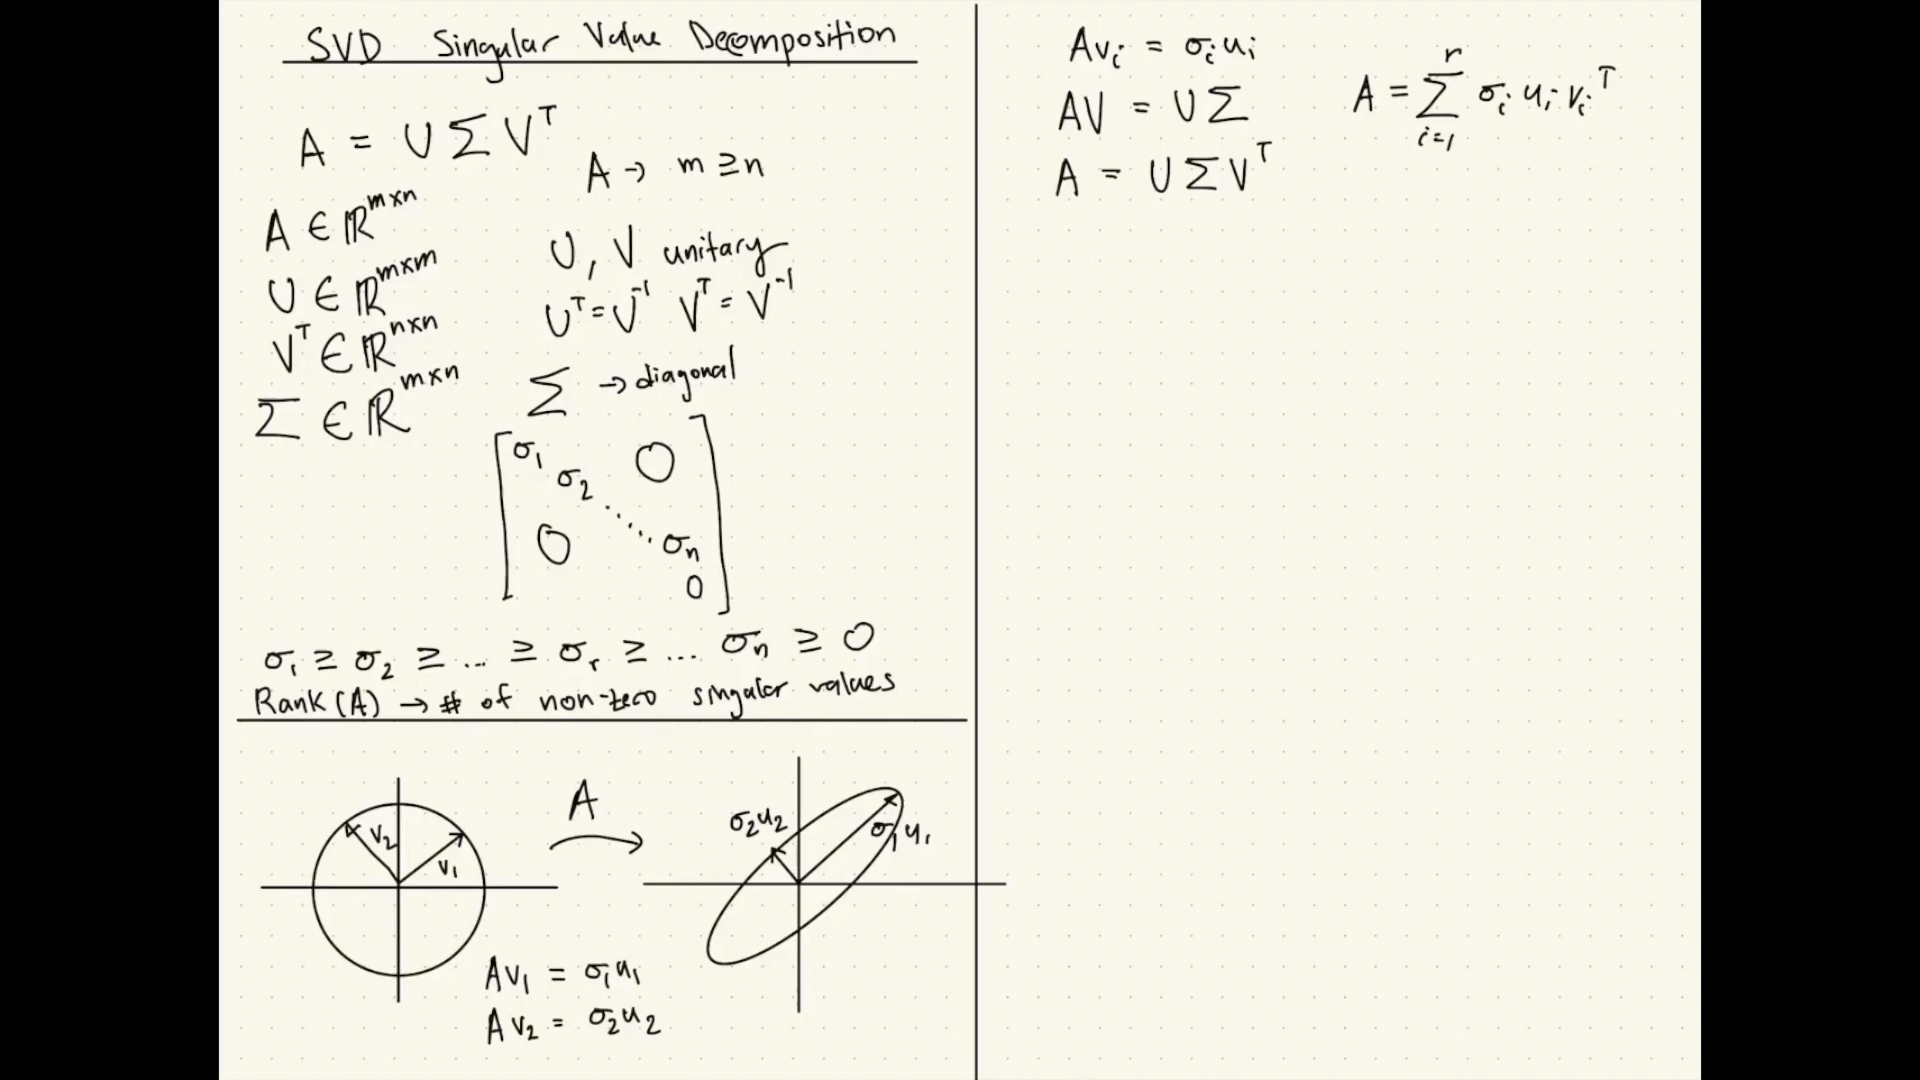 SVD Singular Value Decomposition
A = U Σ V^T
A → m ≥ n
A ∈ ℝ^{m×n}
U ∈ ℝ^{m×m}
V^T ∈ ℝ^{n×n}
Σ ∈ ℝ^{m×n}
U, V unitary
U^T = U^{-1} V^T = V^{-1}
Σ → diagonal
σ₁ 0
σ₂
⋱
0 σₙ
0
σ₁ ≥ σ₂ ≥ ... ≥ σᵣ ≥ ... σₙ ≥ 0
Rank(A) → # of non-zero singular values
v₂ v₁
A
σ₂u₂ σ₁u₁
Av₁ = σ₁u₁
Av₂ = σ₂u₂
Avᵢ = σᵢuᵢ
AV = UΣ
A = UΣV^T
A = Σ_{i=1}^{r} σᵢ uᵢ vᵢ^T